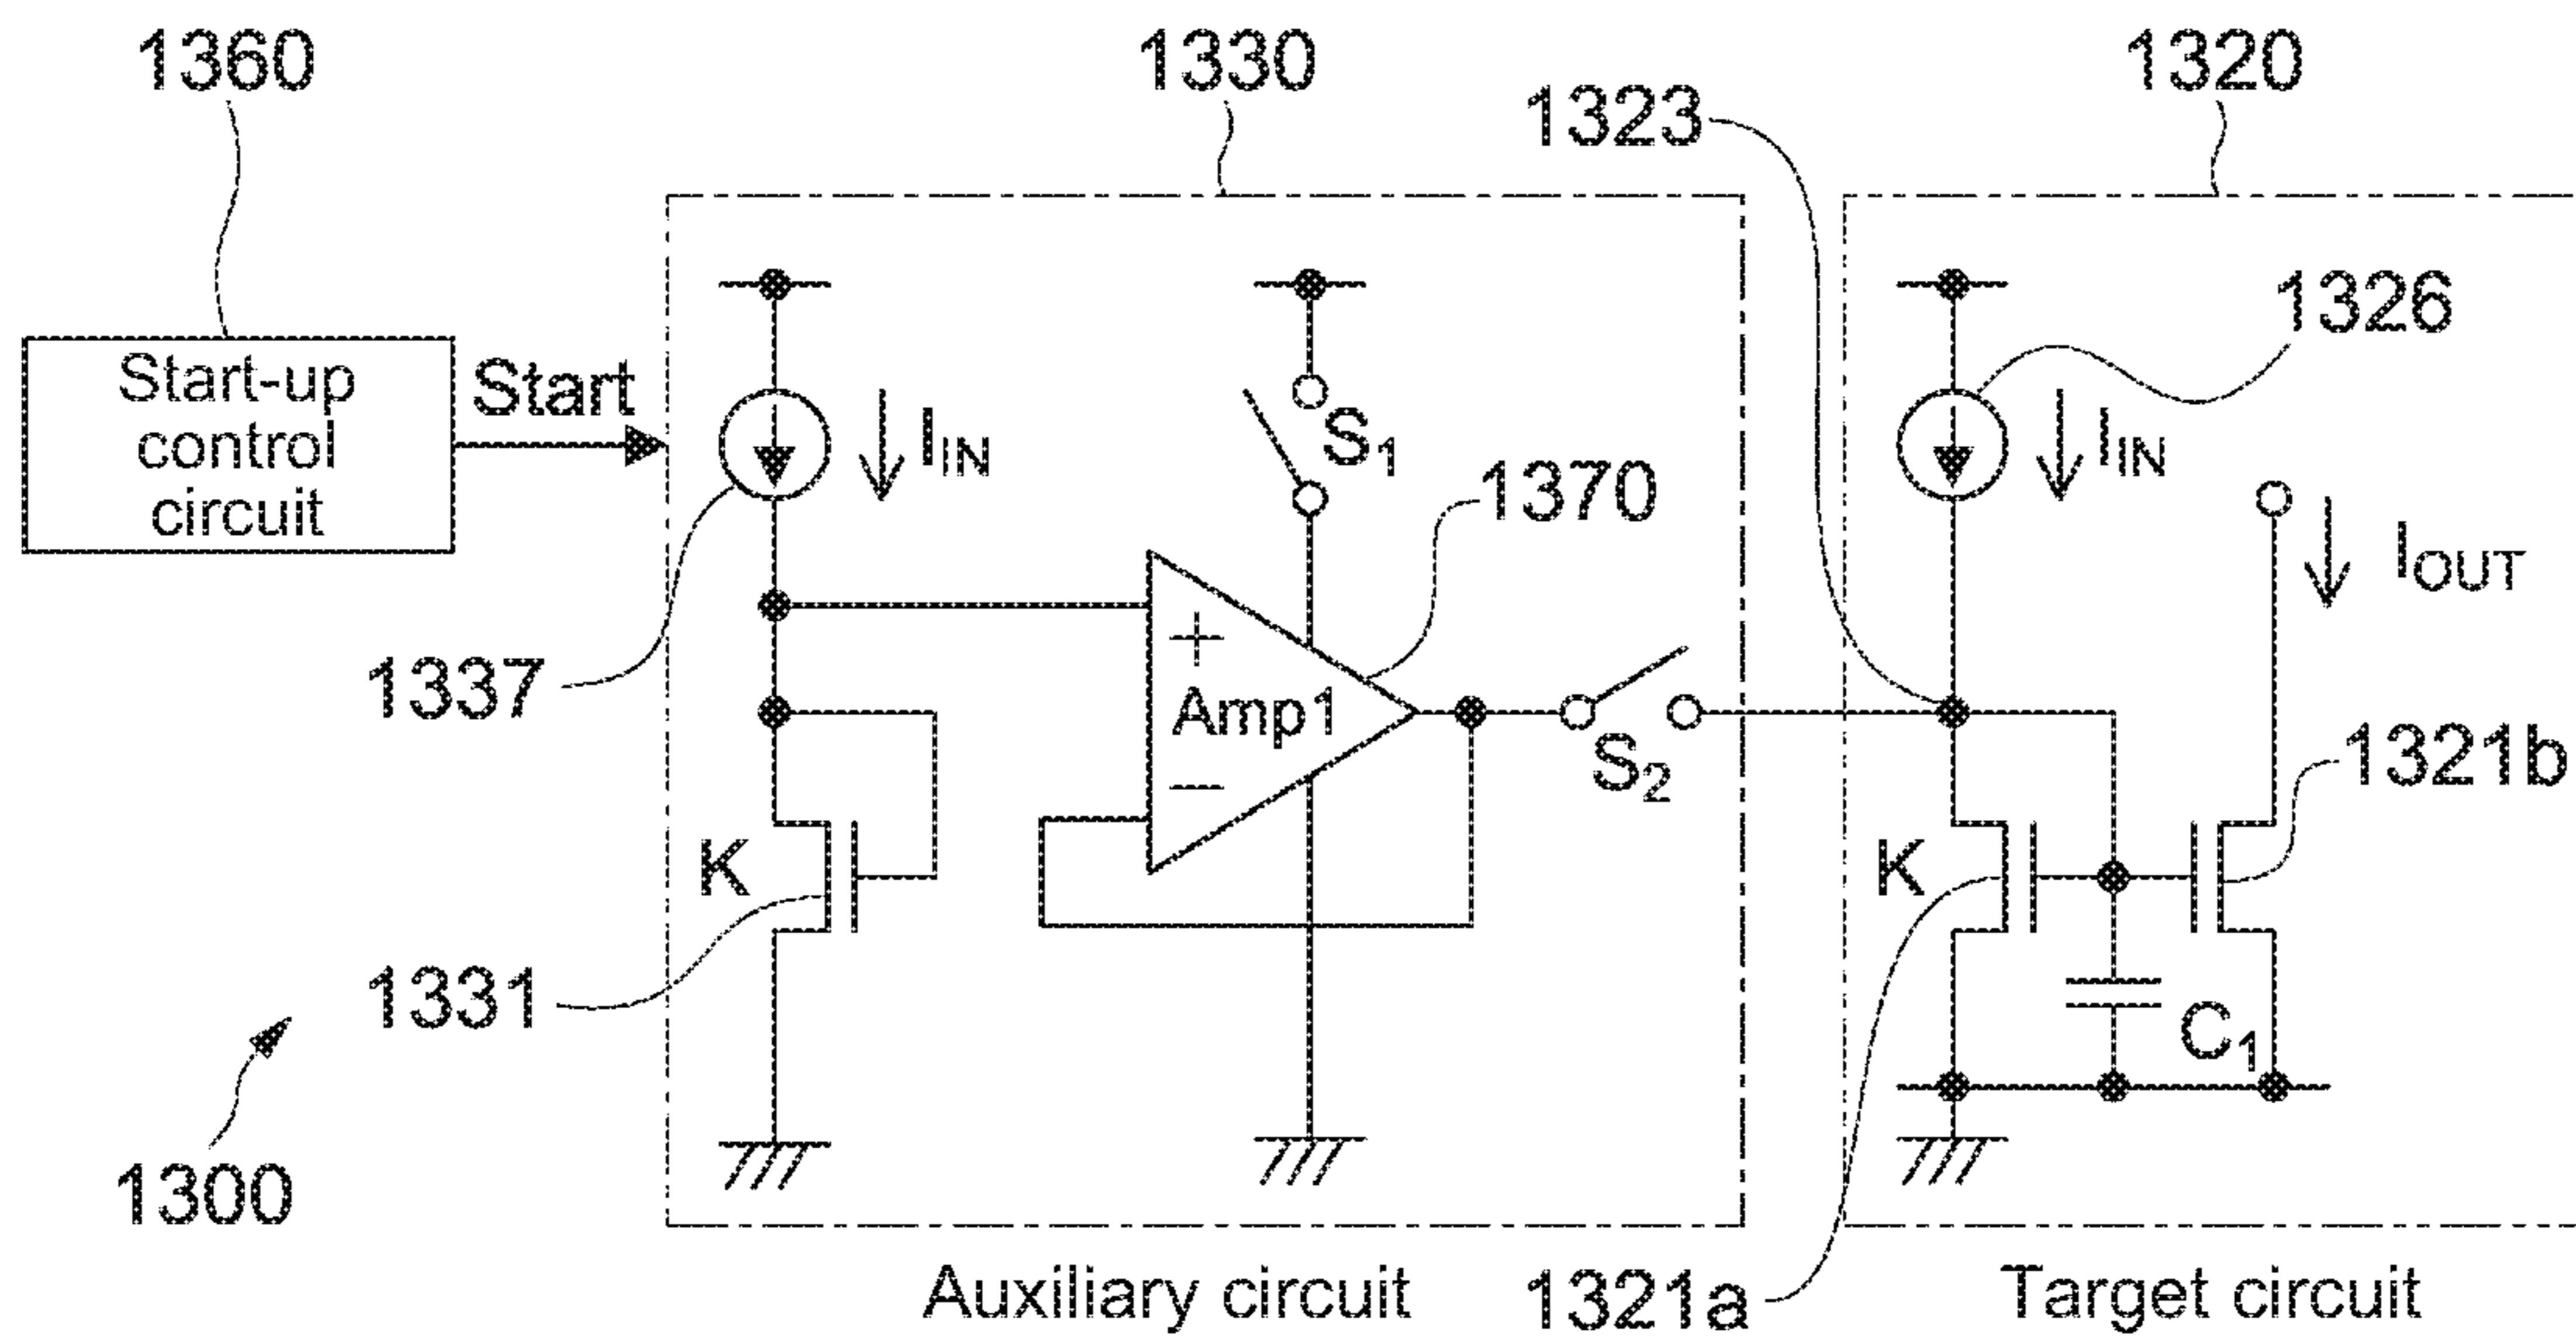 1360
1330
1323
1320
Start-up
control
circuit
Start
IIN
S1
1370
1326
IIN
IOUT
1337
+
Amp1
−
S2
1321b
K
K
1331
C1
1300
Auxiliary circuit
1321a
Target circuit